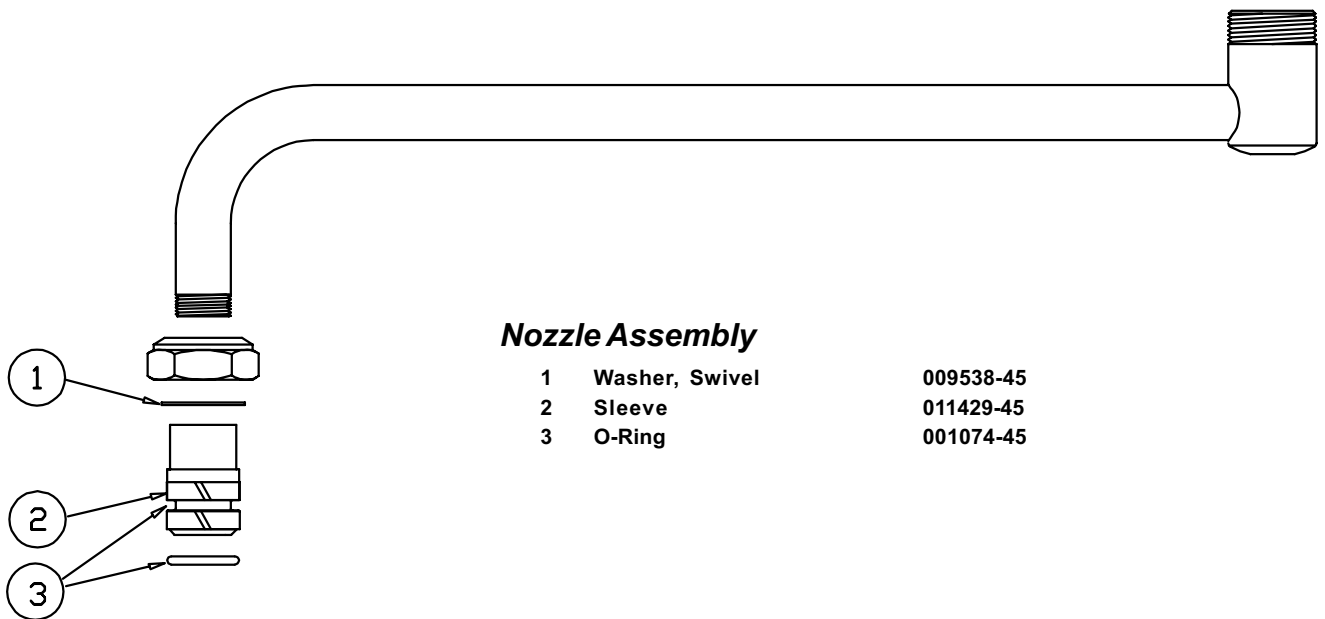 Nozzle Assembly
1 Washer, Swivel 009538-45
2 Sleeve 011429-45
3 O-Ring 001074-45
1
2
3